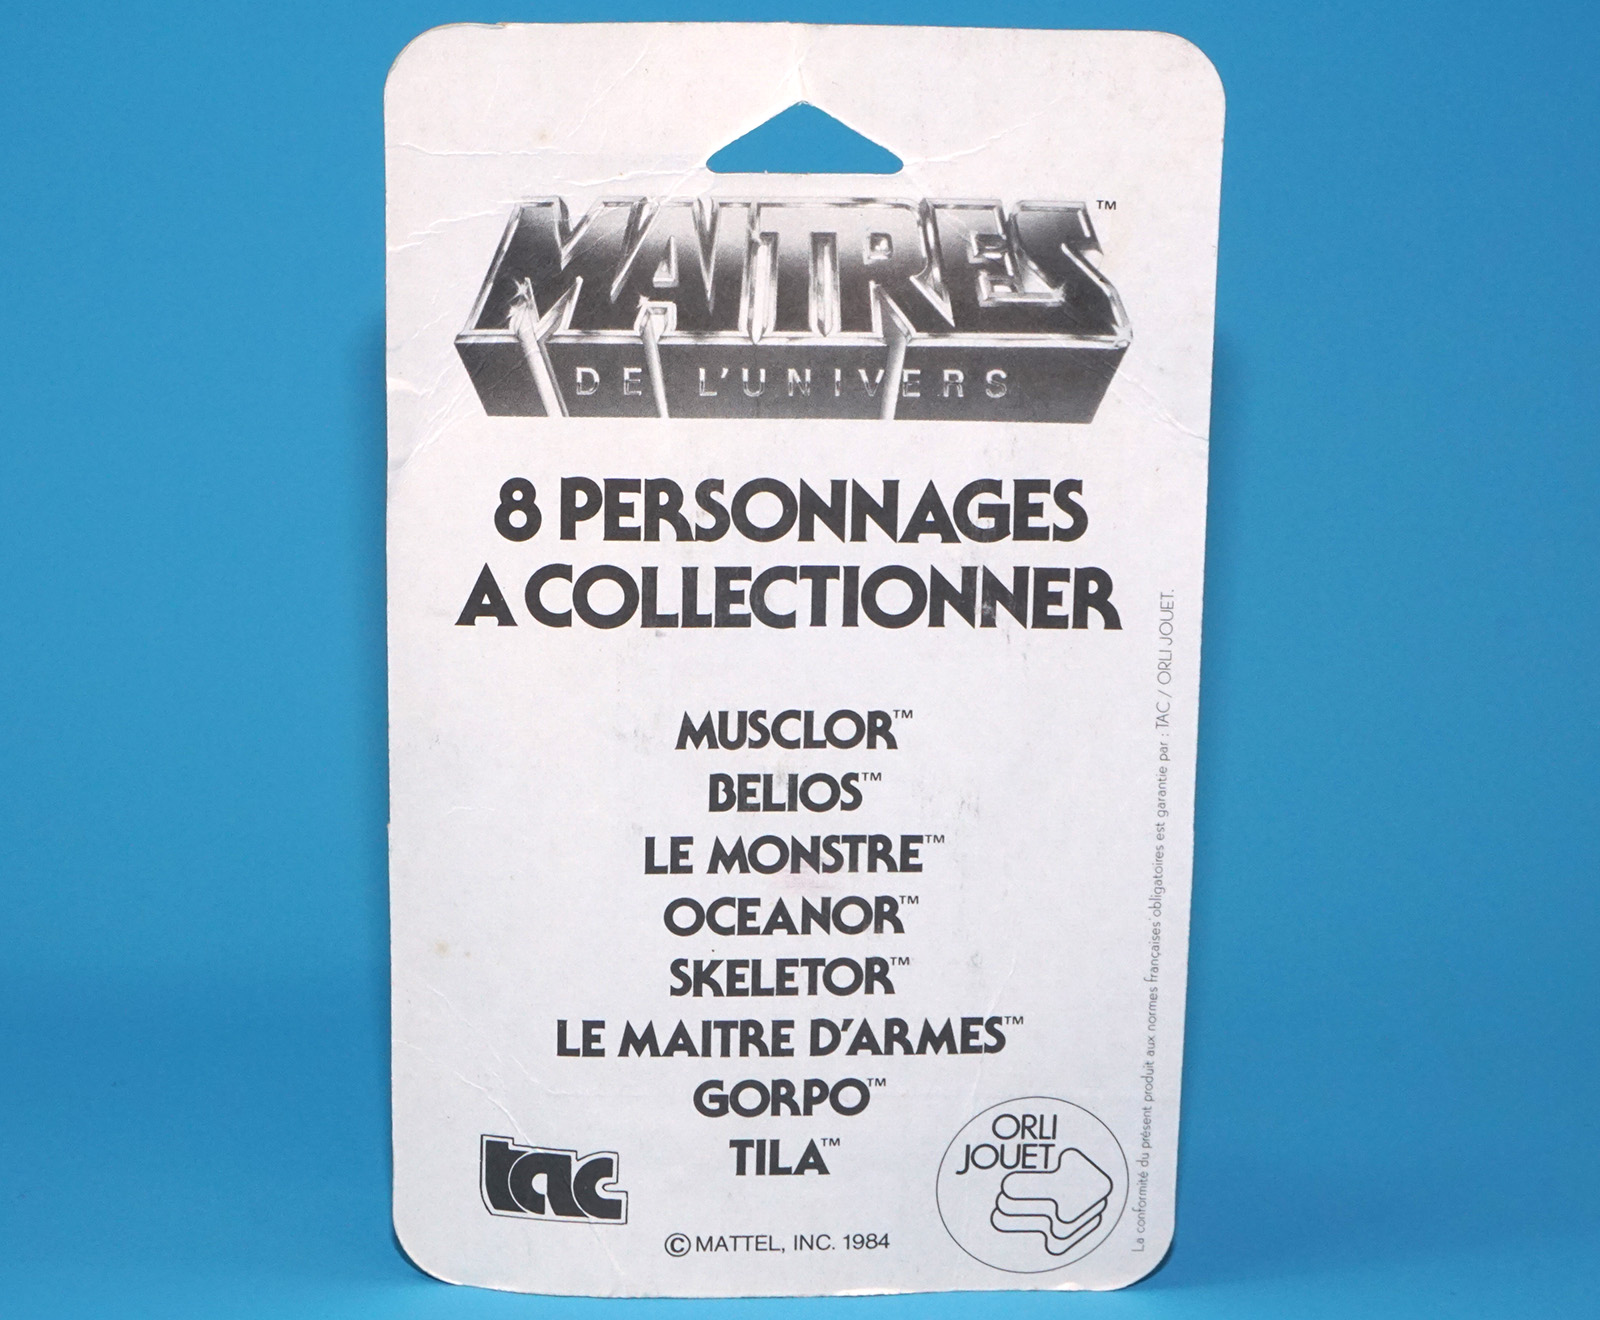 MAITRES™
DE L'UNIVERS
8 PERSONNAGES
A COLLECTIONNER
MUSCLOR™
BELIOS™
LE MONSTRE™
OCEANOR™
SKELETOR™
LE MAITRE D'ARMES™
GORPO™
TILA™
tac
ORLI
JOUET
© MATTEL, INC. 1984
La conformité du présent produit aux normes françaises obligatoires est garantie par : TAC / ORLI JOUET.